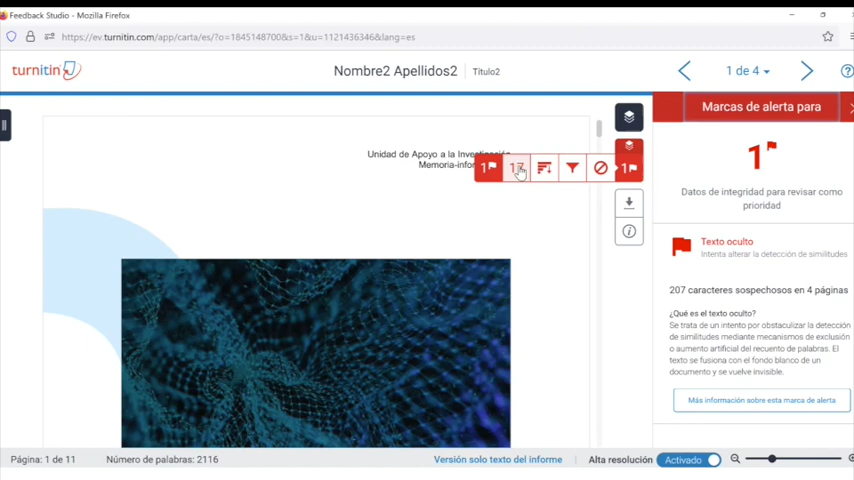 Feedback Studio - Mozilla Firefox
https://ev.turnitin.com/app/carta/es/?o=1845148700&s=1&u=1121436346&lang=es
turnitin
Nombre2 Apellidos2
Título2
1 de 4
Marcas de alerta para
Unidad de Apoyo a la Investigación
1
17
1
1
Datos de integridad para revisar como
prioridad
Texto oculto
Intenta alterar la detección de similitudes
207 caracteres sospechosos en 4 páginas
¿Qué es el texto oculto?
Se trata de un intento por obstaculizar la detección
de similitudes mediante mecanismos de exclusión
o aumento artificial del recuento de palabras. El
texto se fusiona con el fondo blanco de un
documento y se vuelve invisible.
Más información sobre esta marca de alerta
Página: 1 de 11
Número de palabras: 2116
Versión solo texto del informe
Alta resolución
Activado